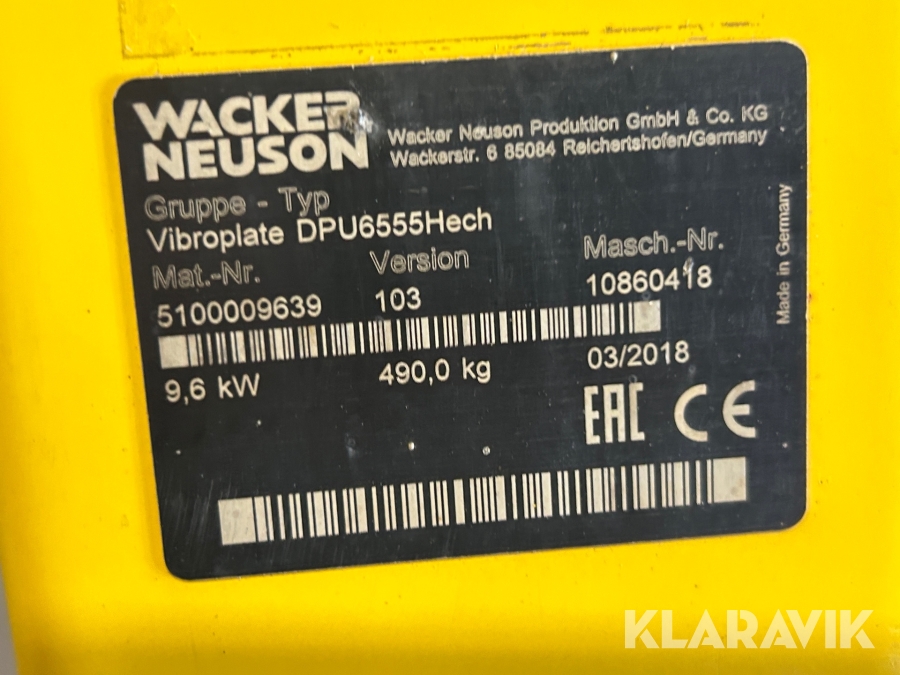 WACKER
NEUSON
Wacker Neuson Produktion GmbH & Co. KG
Wackerstr. 6 85084 Reichertshofen/Germany
Gruppe - Typ
Vibroplate DPU6555Hech
Mat.-Nr.
Version
Masch.-Nr.
5100009639
103
10860418
9,6 kW
490,0 kg
03/2018
EAC CE
Made in Germany
KLARAVIK